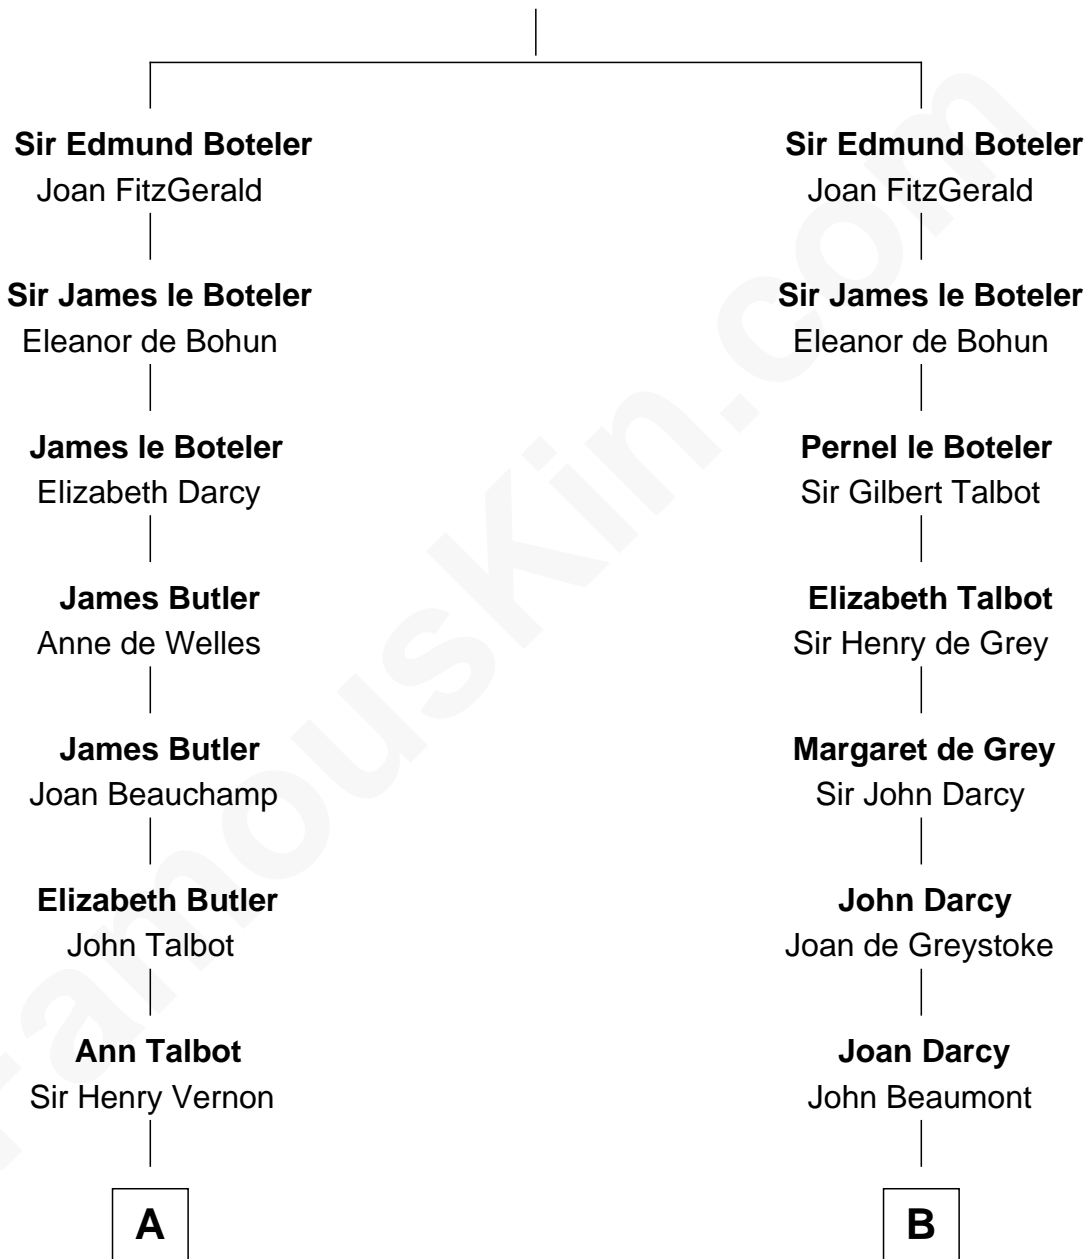 Sir Edmund Boteler
Joan FitzGerald
Sir James le Boteler
Eleanor de Bohun
James le Boteler
Elizabeth Darcy
James Butler
Anne de Welles
James Butler
Joan Beauchamp
Elizabeth Butler
John Talbot
Ann Talbot
Sir Henry Vernon
A
Sir Edmund Boteler
Joan FitzGerald
Sir James le Boteler
Eleanor de Bohun
Pernel le Boteler
Sir Gilbert Talbot
Elizabeth Talbot
Sir Henry de Grey
Margaret de Grey
Sir John Darcy
John Darcy
Joan de Greystoke
Joan Darcy
John Beaumont
B
FamousKin.com